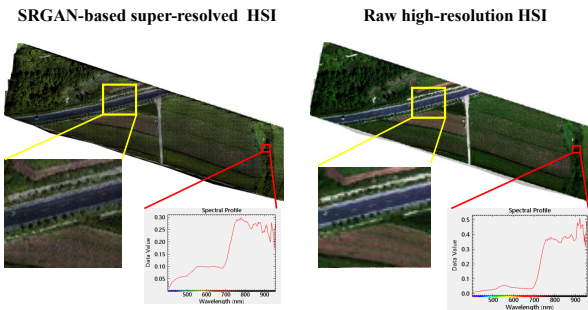 SRGAN-based super-resolved HSI
Raw high-resolution HSI
Spectral Profile
Data Value
0.30
0.25
0.20
0.15
0.10
0.05
0.00
500 600 700 800 900
Wavelength (nm)
Spectral Profile
Data Value
0.5
0.4
0.3
0.2
0.1
0.0
500 600 700 800 900
Wavelength (nm)